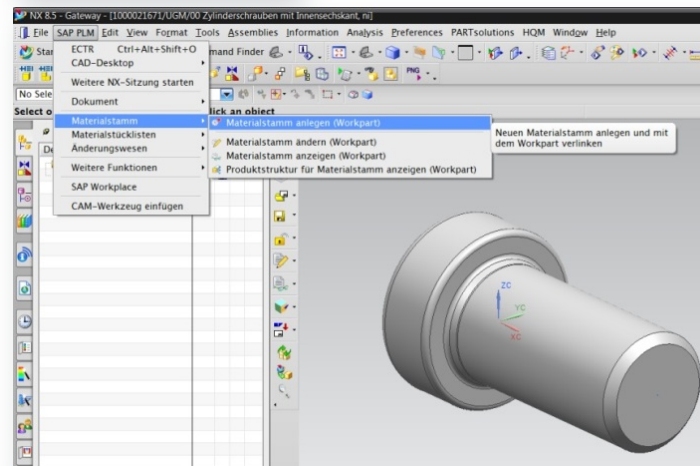 NX 8.5 - Gateway - [1000021671/UGM/00 Zylinderschrauben mit Innensechskant, ni]
File SAP PLM Edit View Format Tools Assemblies Information Analysis Preferences PARTsolutions HQM Window Help
Star
mand Finder
ECTR Ctrl+Alt+Shift+O
CAD-Desktop
Weitere NX-Sitzung starten
PNG
No Sele
Dokument
Select o
lick an object
Materialstamm
Materialstamm anlegen (Workpart)
Neuen Materialstamm anlegen und mit
dem Workpart verlinken
Materialstücklisten
Materialstamm ändern (Workpart)
De
Änderungswesen
Materialstamm anzeigen (Workpart)
Weitere Funktionen
Produktstruktur für Materialstamm anzeigen (Workpart)
SAP Workplace
CAM-Werkzeug einfügen
ZC
YC
XC